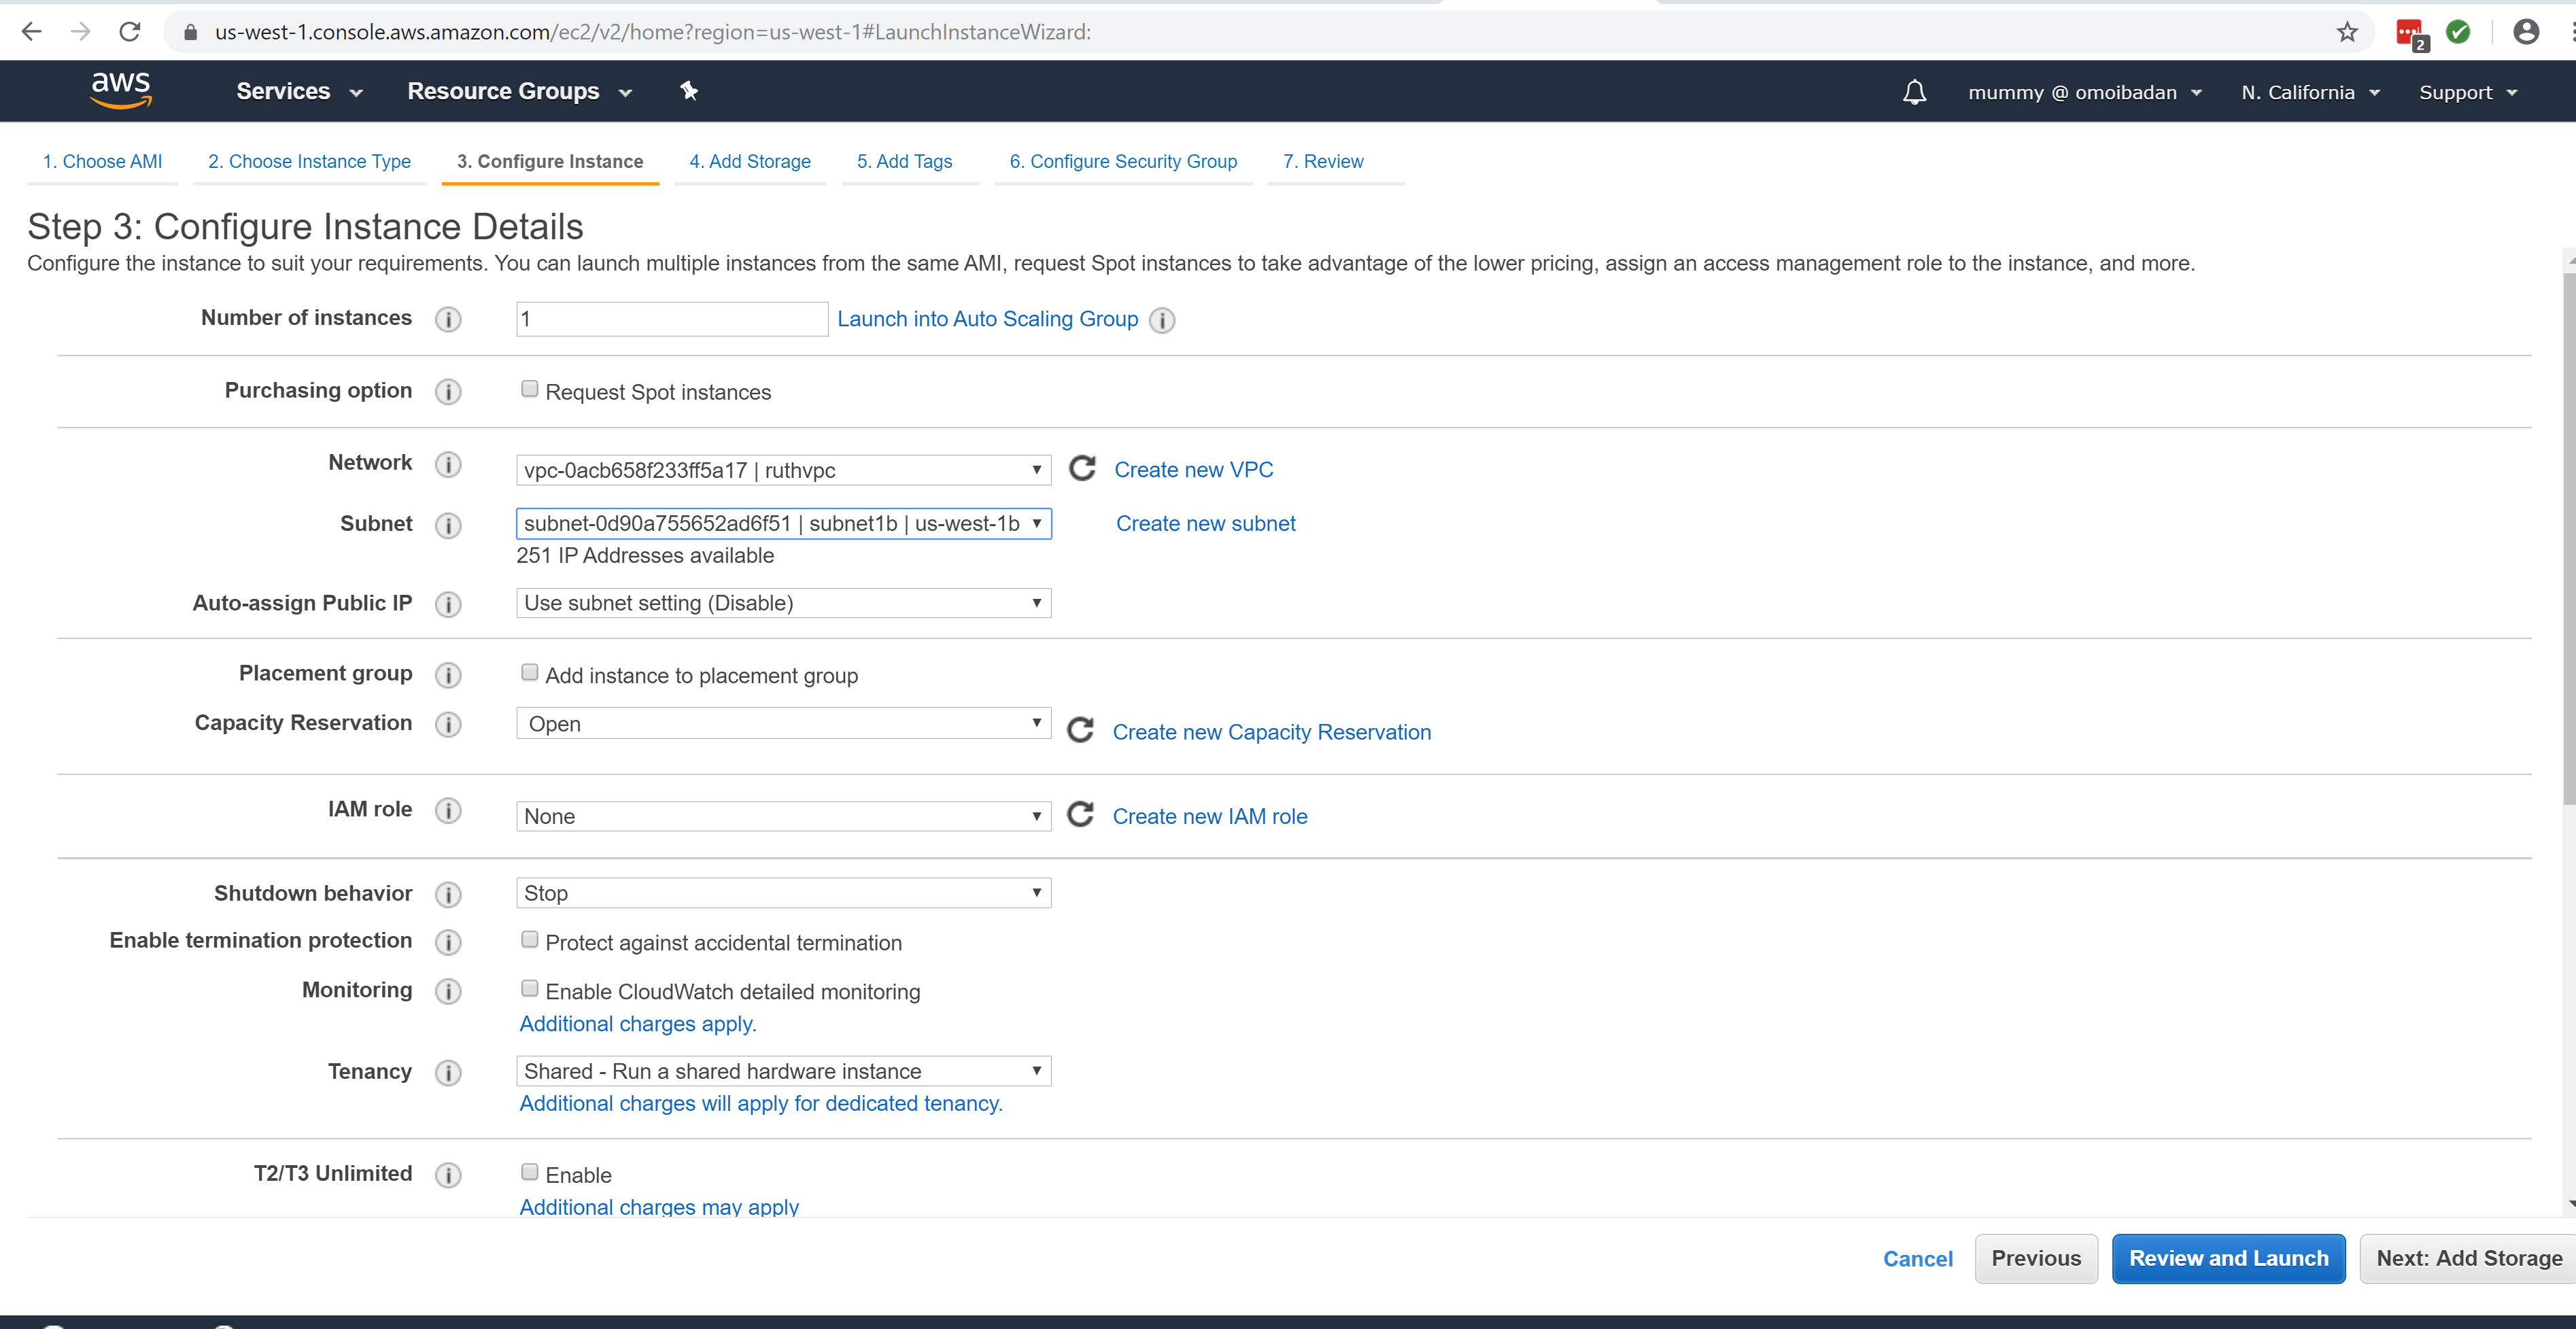 us-west-1.console.aws.amazon.com/ec2/v2/home?region=us-west-1#LaunchInstanceWizard:
2
aws Services Resource Groups mummy @ omoibadan N. California Support
1. Choose AMI 2. Choose Instance Type 3. Configure Instance 4. Add Storage 5. Add Tags 6. Configure Security Group 7. Review
Step 3: Configure Instance Details
Configure the instance to suit your requirements. You can launch multiple instances from the same AMI, request Spot instances to take advantage of the lower pricing, assign an access management role to the instance, and more.
Number of instances i 1 Launch into Auto Scaling Group i
Purchasing option i Request Spot instances
Network i vpc-0acb658f233ff5a17 | ruthvpc Create new VPC
Subnet i subnet-0d90a755652ad6f51 | subnet1b | us-west-1b Create new subnet
251 IP Addresses available
Auto-assign Public IP i Use subnet setting (Disable)
Placement group i Add instance to placement group
Capacity Reservation i Open Create new Capacity Reservation
IAM role i None Create new IAM role
Shutdown behavior i Stop
Enable termination protection i Protect against accidental termination
Monitoring i Enable CloudWatch detailed monitoring
Additional charges apply.
Tenancy i Shared - Run a shared hardware instance
Additional charges will apply for dedicated tenancy.
T2/T3 Unlimited i Enable
Additional charges may apply
Cancel Previous Review and Launch Next: Add Storage